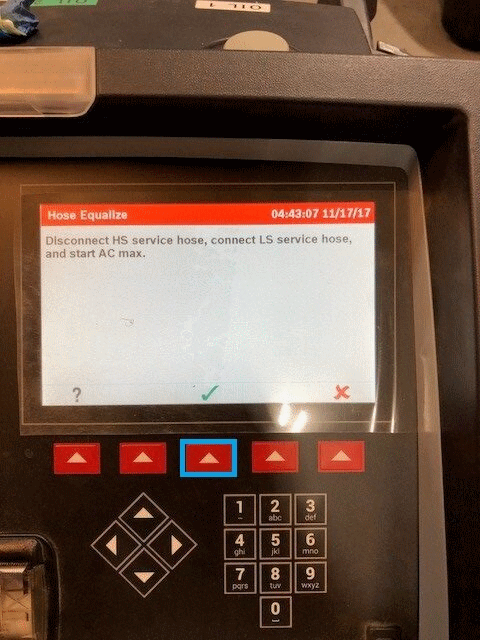 OIL
OIL 1
Hose Equalize 04:43:07 11/17/17
Disconnect HS service hose, connect LS service hose,
and start AC max.
?
1 2 abc 3 def
4 ghi 5 jkl 6 mno
7 pqrs 8 tuv 9 wxyz
0